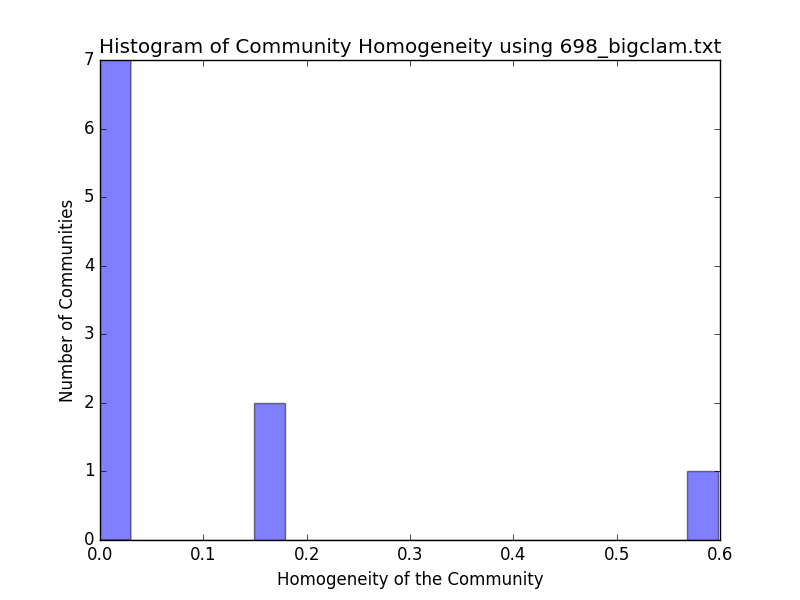 Histogram of Community Homogeneity using 698_bigclam.txt
7
6
5
4
3
2
1
0
Number of Communities
0.0 0.1 0.2 0.3 0.4 0.5 0.6
Homogeneity of the Community